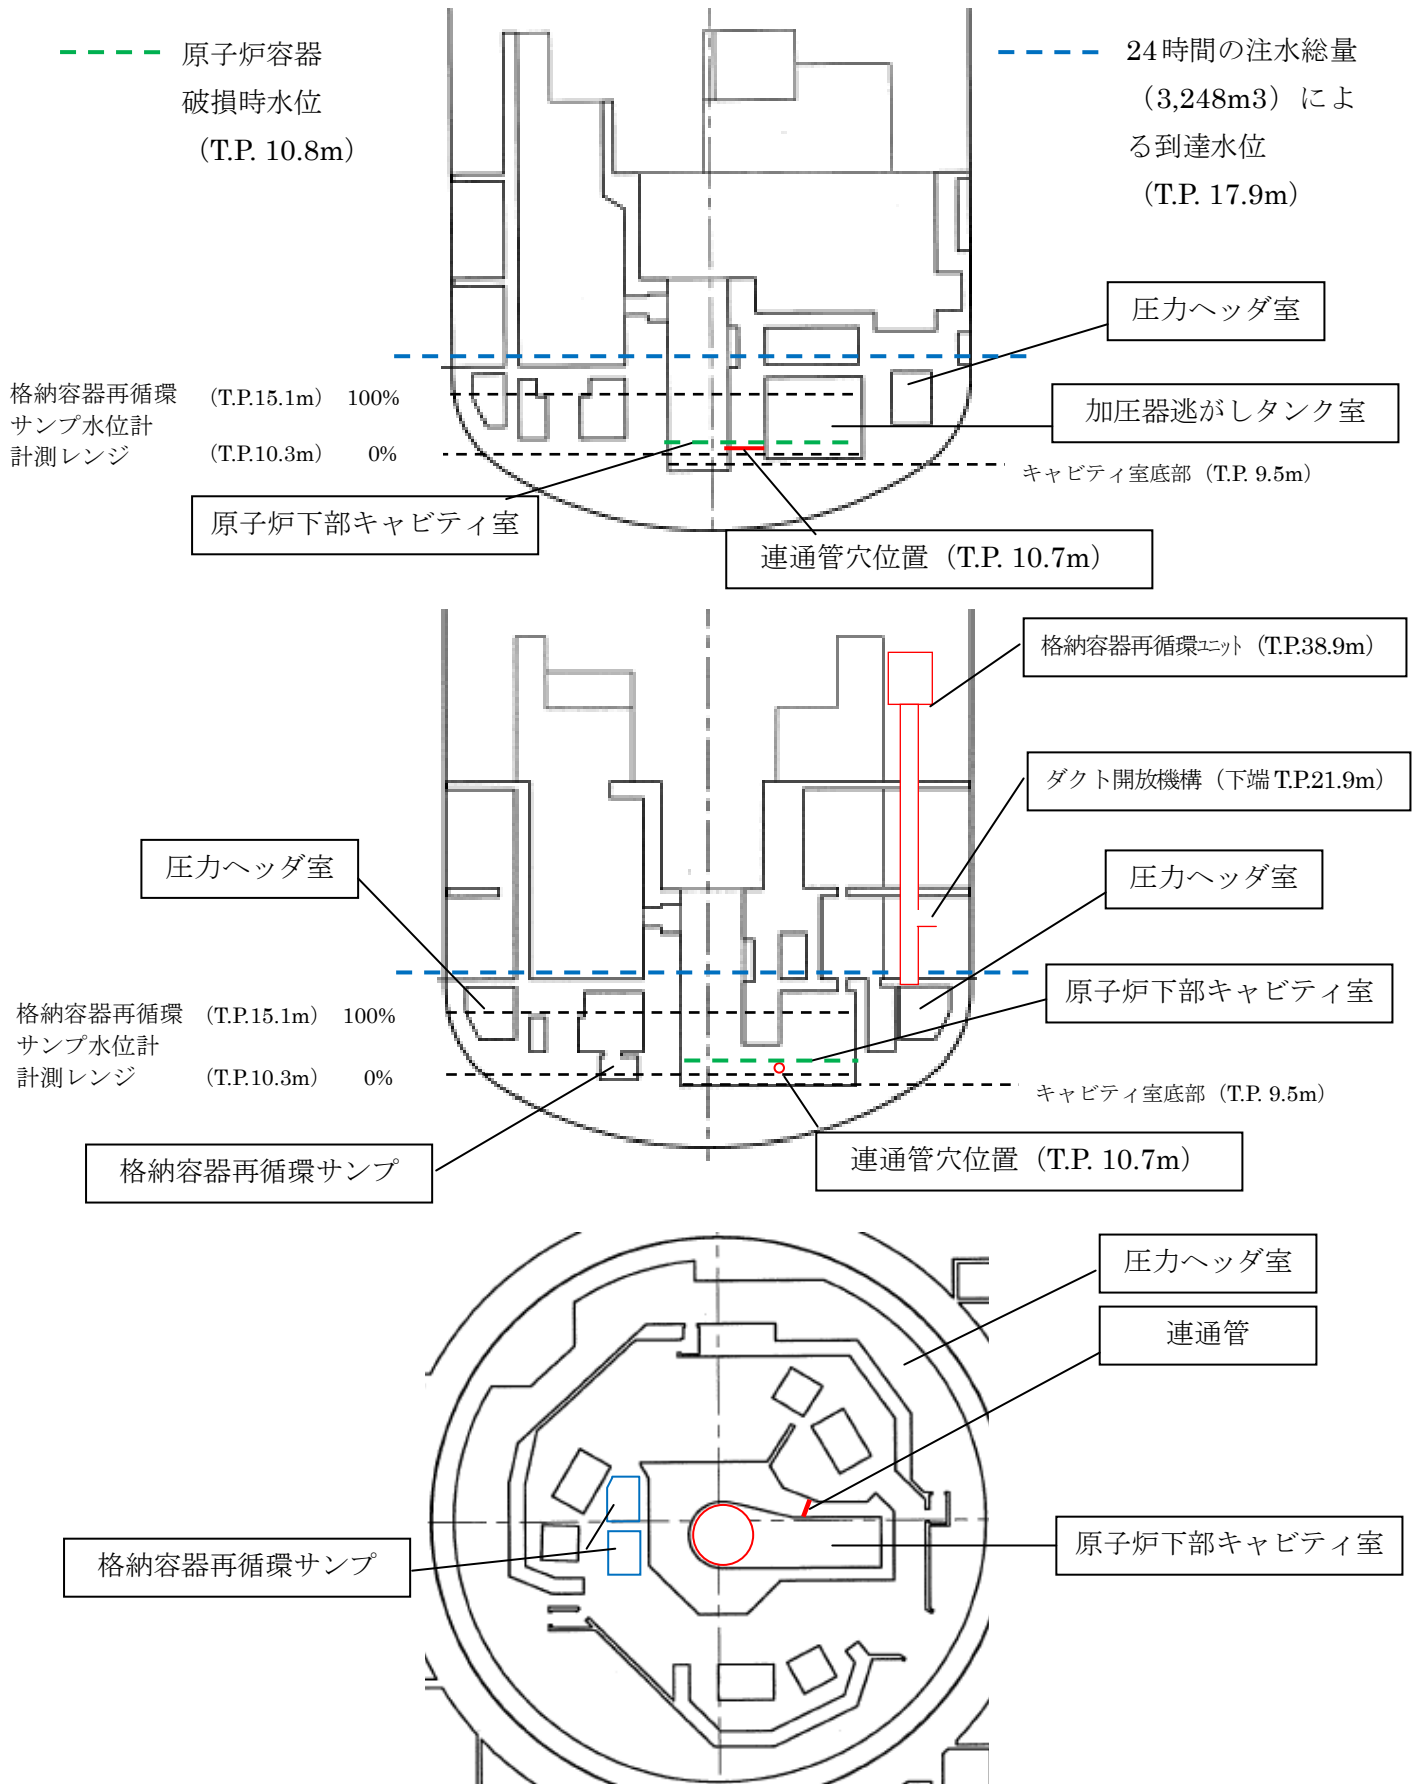 原子炉容器
破損時水位
（T.P. 10.8m）
24時間の注水総量
（3,248m3）によ
る到達水位
（T.P. 17.9m）
圧力ヘッダ室
加圧器逃がしタンク室
格納容器再循環 （T.P.15.1m） 100%
サンプ水位計
計測レンジ （T.P.10.3m） 0%
キャビティ室底部（T.P. 9.5m）
原子炉下部キャビティ室
連通管穴位置（T.P. 10.7m）
格納容器再循環ユニット（T.P.38.9m）
ダクト開放機構（下端T.P.21.9m）
圧力ヘッダ室
圧力ヘッダ室
原子炉下部キャビティ室
格納容器再循環 （T.P.15.1m） 100%
サンプ水位計
計測レンジ （T.P.10.3m） 0%
キャビティ室底部（T.P. 9.5m）
格納容器再循環サンプ
連通管穴位置（T.P. 10.7m）
圧力ヘッダ室
連通管
原子炉下部キャビティ室
格納容器再循環サンプ